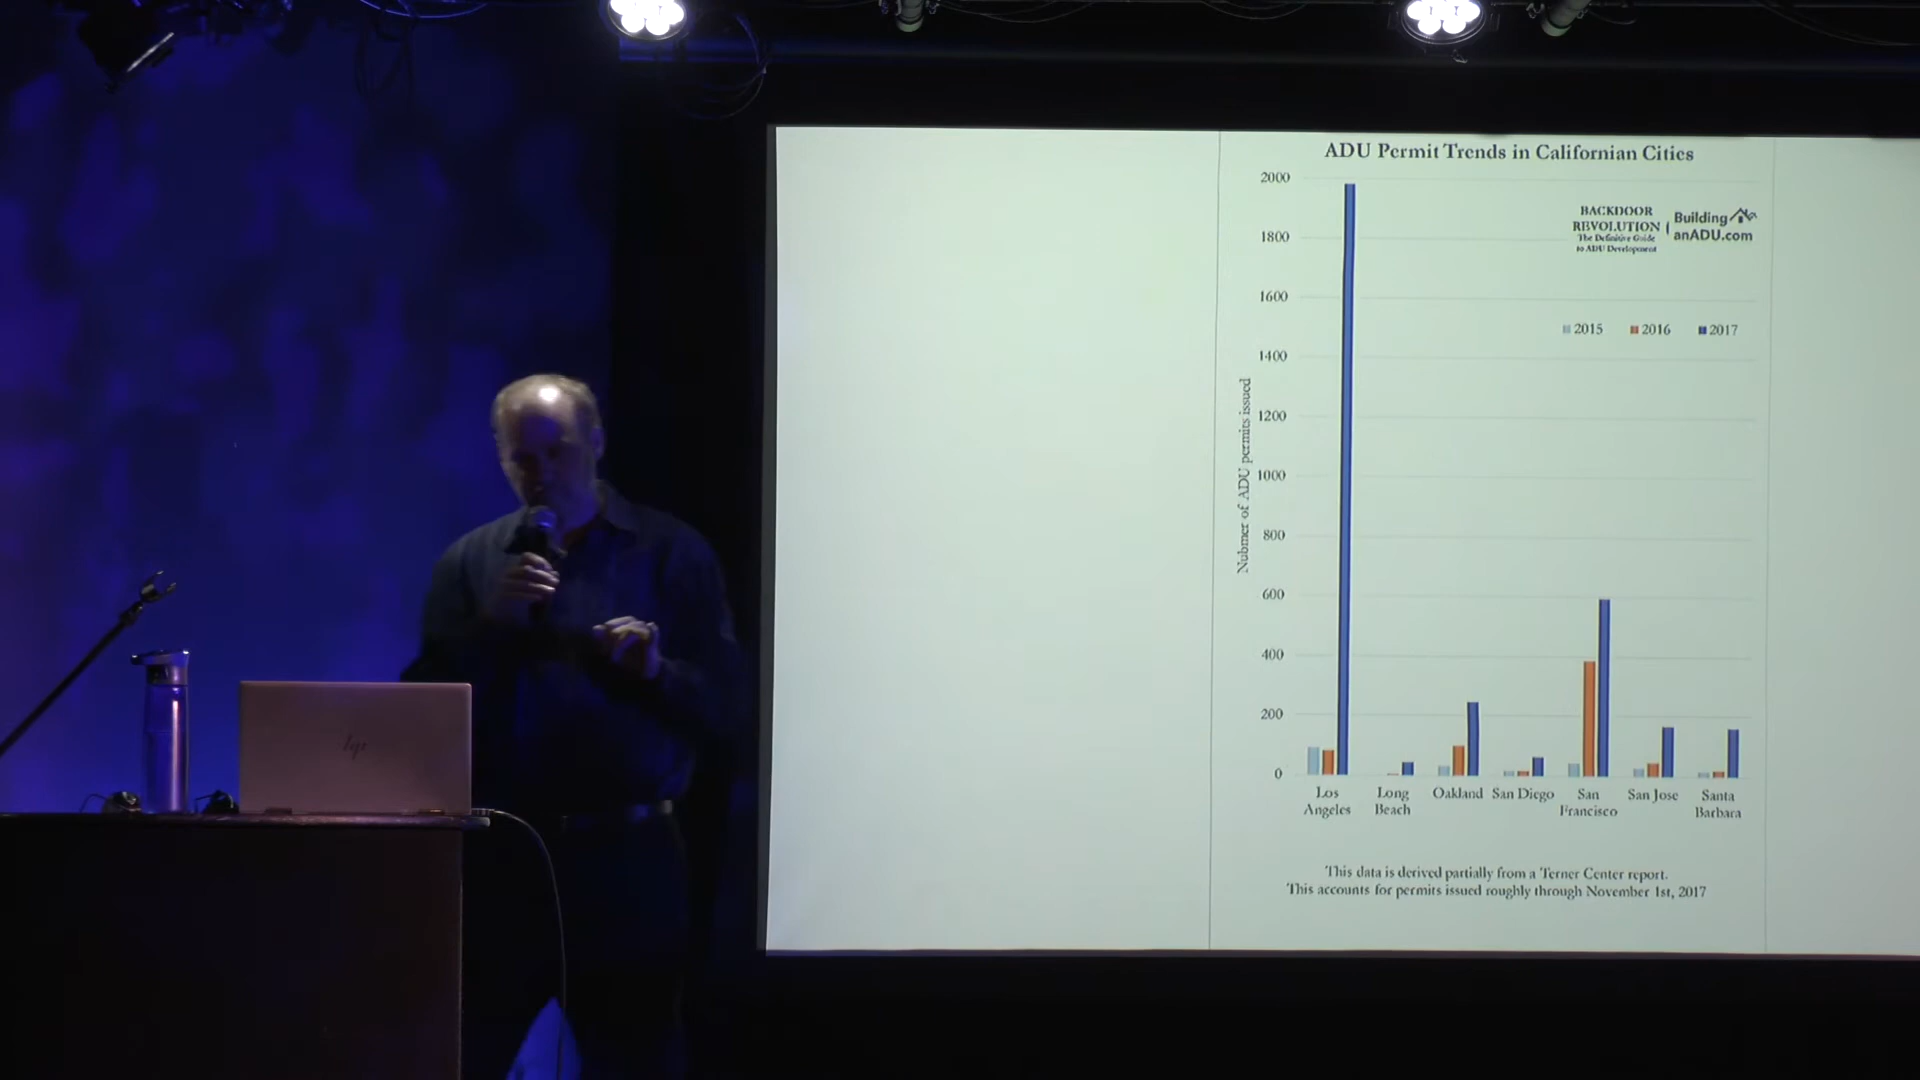 ADU Permit Trends in Californian Cities
2000
1800
1600
1400
1200
1000
800
600
400
200
0
Nubmer of ADU permits issued
BACKDOOR
REVOLUTION
The Definitive Guide
to ADU Development
Building
anADU.com
2015 2016 2017
Los Angeles
Long Beach
Oakland
San Diego
San Francisco
San Jose
Santa Barbara
This data is derived partially from a Terner Center report.
This accounts for permits issued roughly through November 1st, 2017
hp